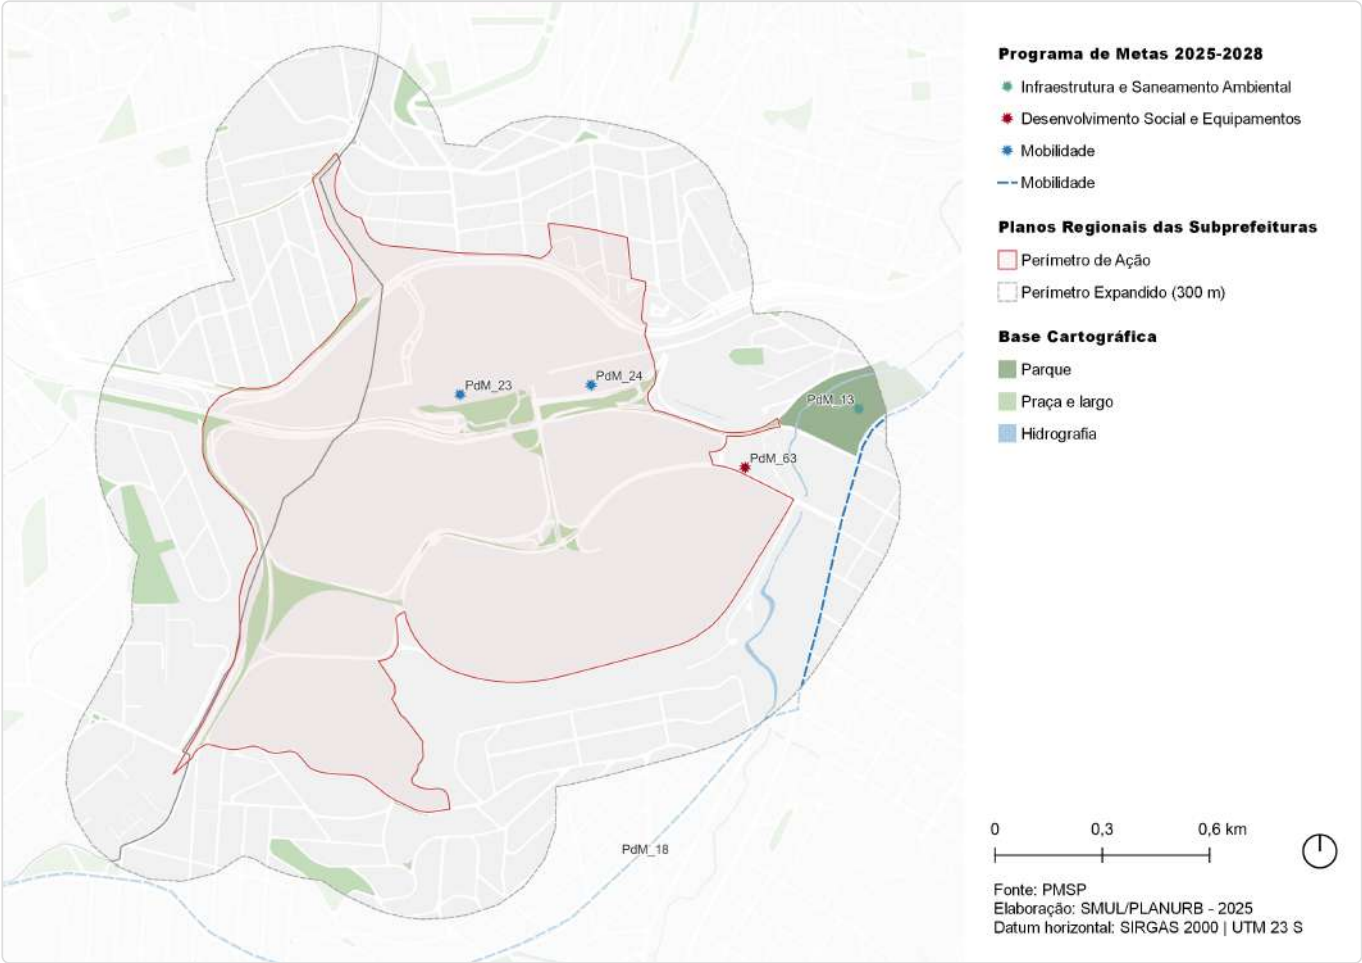 Programa de Metas 2025-2028
Infraestrutura e Saneamento Ambiental
Desenvolvimento Social e Equipamentos
Mobilidade
Mobilidade
Planos Regionais das Subprefeituras
Perímetro de Ação
Perímetro Expandido (300 m)
Base Cartográfica
Parque
Praça e largo
Hidrografia
PdM_24
PdM_23
PdM_13
PdM_63
PdM_18
0 0,3 0,6 km
Fonte: PMSP
Elaboração: SMUL/PLANURB - 2025
Datum horizontal: SIRGAS 2000 | UTM 23 S